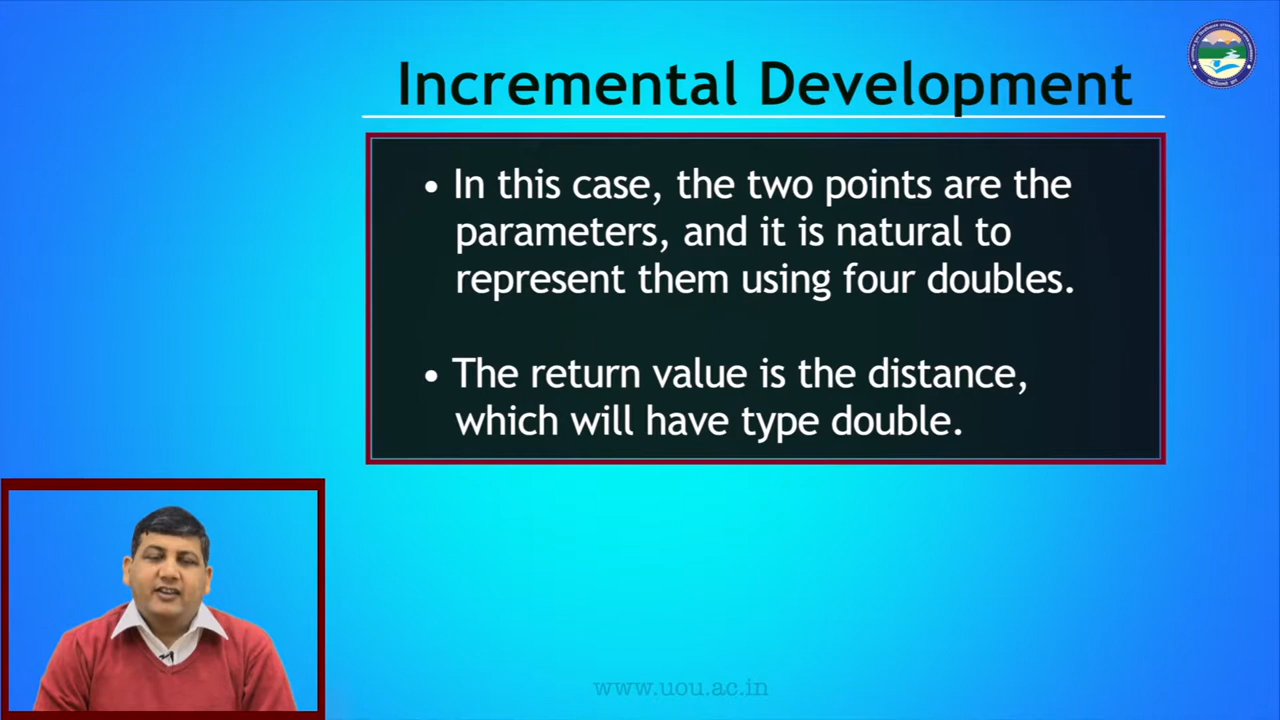 Incremental Development
• In this case, the two points are the
parameters, and it is natural to
represent them using four doubles.
• The return value is the distance,
which will have type double.
www.uou.ac.in